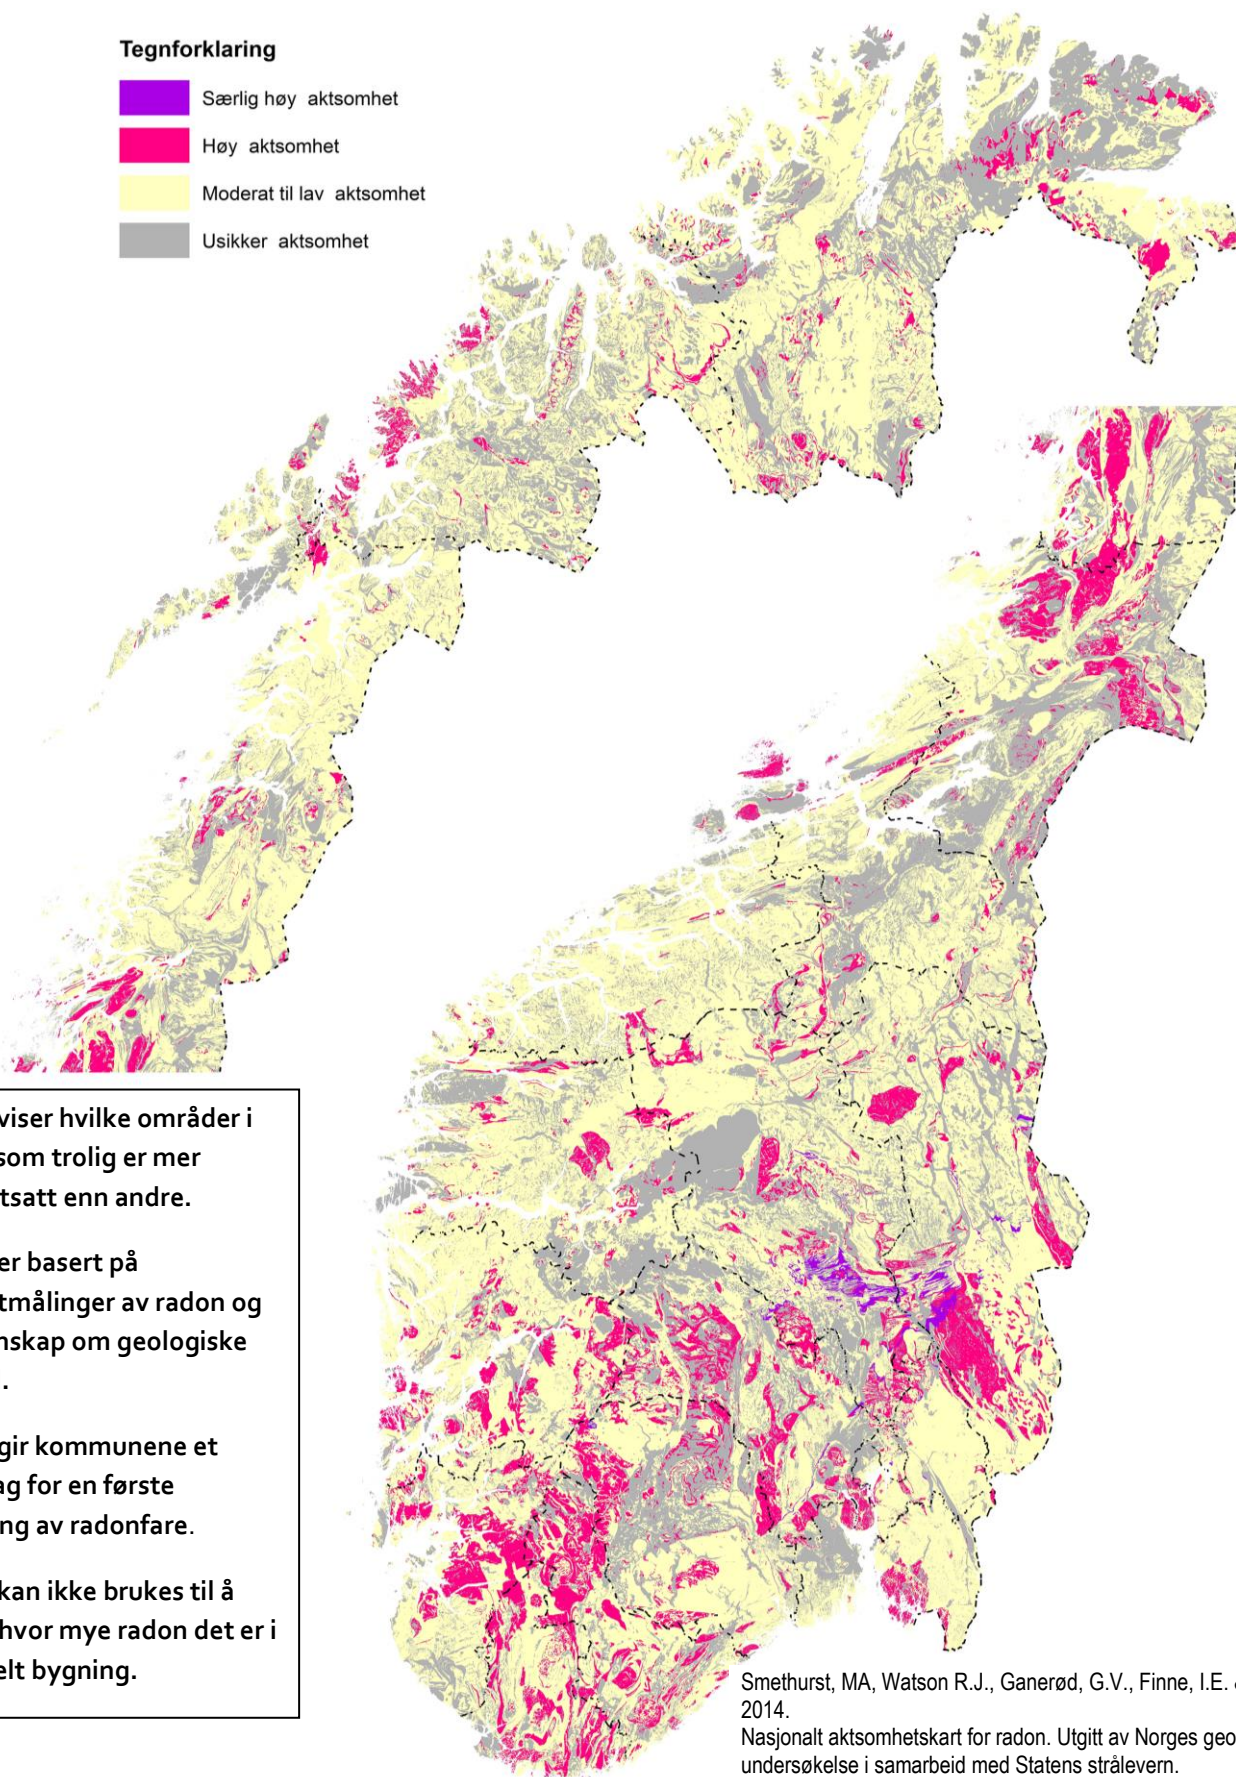 Tegnforklaring
Særlig høy aktsomhet
Høy aktsomhet
Moderat til lav aktsomhet
Usikker aktsomhet
viser hvilke områder i
som trolig er mer
tsatt enn andre.
er basert på
tmålinger av radon og
nskap om geologiske
.
gir kommunene et
ag for en første
ng av radonfare.
kan ikke brukes til å
hvor mye radon det er i
elt bygning.
Smethurst, MA, Watson R.J., Ganerød, G.V., Finne, I.E.
2014.
Nasjonalt aktsomhetskart for radon. Utgitt av Norges geo
undersøkelse i samarbeid med Statens strålevern.